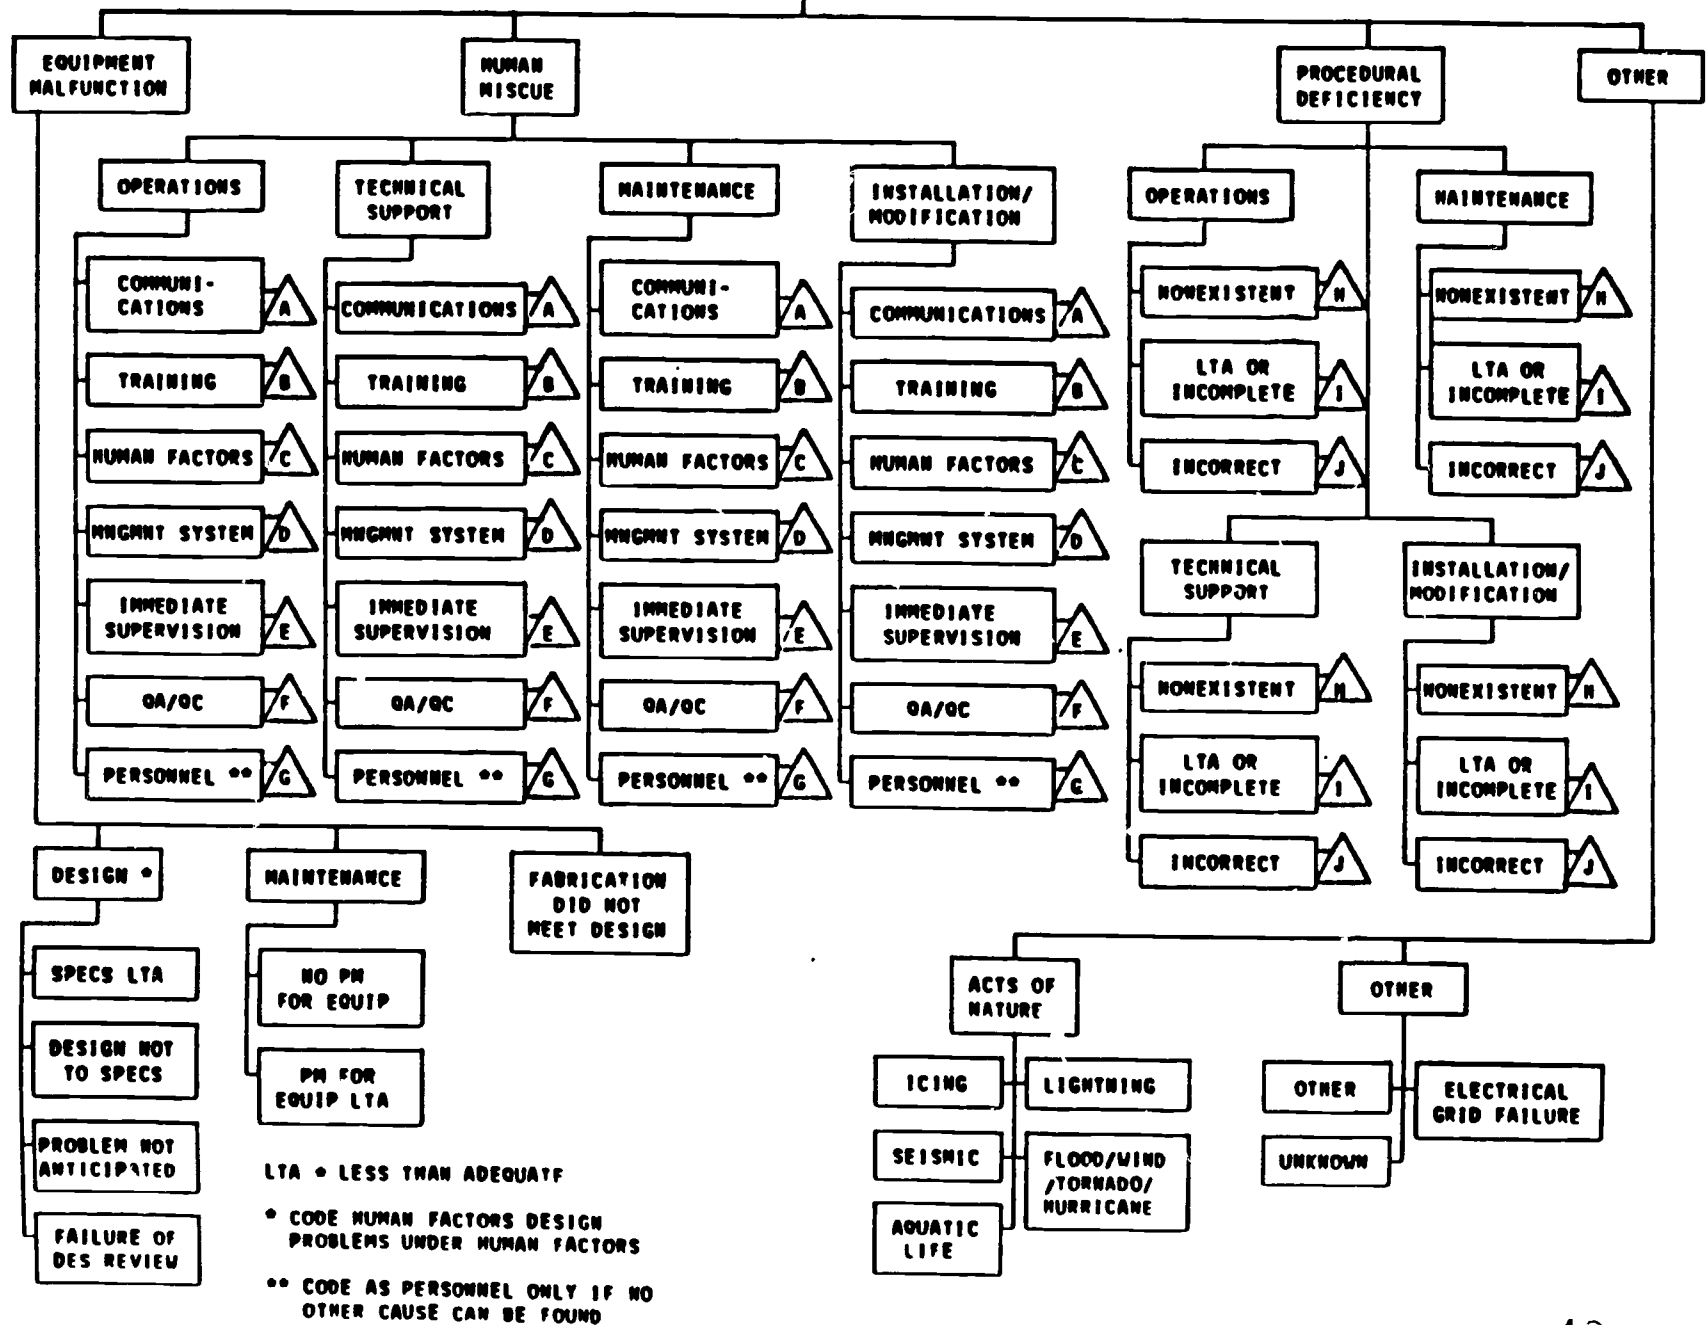 EQUIPMENT
MALFUNCTION
HUMAN
MISCUE
PROCEDURAL
DEFICIENCY
OTHER
OPERATIONS
TECHNICAL
SUPPORT
MAINTENANCE
INSTALLATION/
MODIFICATION
OPERATIONS
MAINTENANCE
COMMUNI-
CATIONS
A
COMMUNICATIONS
A
COMMUNI-
CATIONS
A
COMMUNICATIONS
A
NONEXISTENT
H
NONEXISTENT
H
TRAINING
B
TRAINING
B
TRAINING
B
TRAINING
B
LTA OR
INCOMPLETE
I
LTA OR
INCOMPLETE
I
HUMAN FACTORS
C
HUMAN FACTORS
C
HUMAN FACTORS
C
HUMAN FACTORS
C
INCORRECT
J
INCORRECT
J
MNGMNT SYSTEM
D
MNGMNT SYSTEM
D
MNGMNT SYSTEM
D
MNGMNT SYSTEM
D
TECHNICAL
SUPPORT
INSTALLATION/
MODIFICATION
IMMEDIATE
SUPERVISION
E
IMMEDIATE
SUPERVISION
E
IMMEDIATE
SUPERVISION
E
IMMEDIATE
SUPERVISION
E
QA/QC
F
QA/QC
F
QA/QC
F
QA/QC
F
NONEXISTENT
H
NONEXISTENT
H
PERSONNEL **
G
PERSONNEL **
G
PERSONNEL **
G
PERSONNEL **
G
LTA OR
INCOMPLETE
I
LTA OR
INCOMPLETE
I
INCORRECT
J
INCORRECT
J
DESIGN *
MAINTENANCE
FABRICATION
DID NOT
MEET DESIGN
SPECS LTA
NO PM
FOR EQUIP
DESIGN NOT
TO SPECS
PM FOR
EQUIP LTA
PROBLEM NOT
ANTICIPATED
FAILURE OF
DES REVIEW
ACTS OF
NATURE
OTHER
ICING
LIGHTNING
OTHER
ELECTRICAL
GRID FAILURE
SEISMIC
FLOOD/WIND
/TORNADO/
HURRICANE
UNKNOWN
AQUATIC
LIFE
LTA = LESS THAN ADEQUATE
* CODE HUMAN FACTORS DESIGN
PROBLEMS UNDER HUMAN FACTORS
** CODE AS PERSONNEL ONLY IF NO
OTHER CAUSE CAN BE FOUND